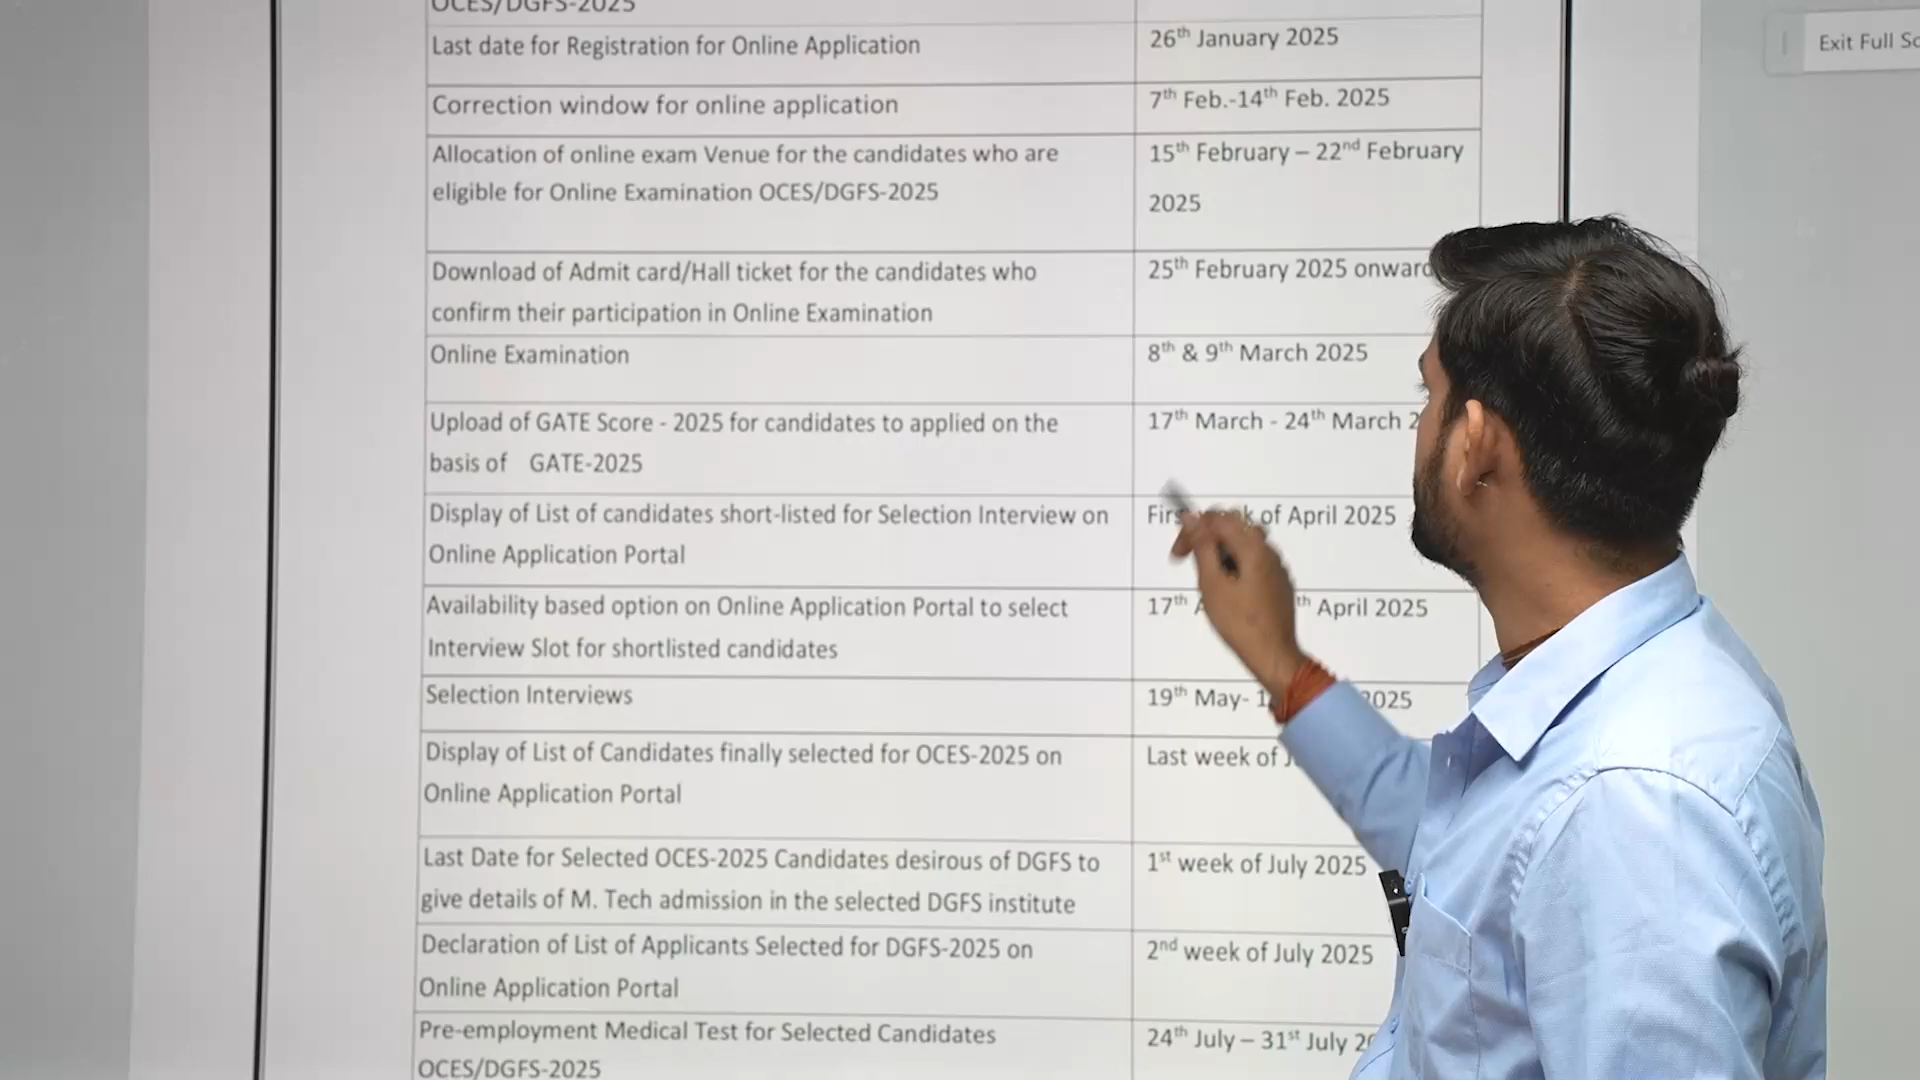 OCES/DGFS-2025
Last date for Registration for Online Application
26th January 2025
Correction window for online application
7th Feb.-14th Feb. 2025
Allocation of online exam Venue for the candidates who are
eligible for Online Examination OCES/DGFS-2025
15th February – 22nd February
2025
Download of Admit card/Hall ticket for the candidates who
confirm their participation in Online Examination
25th February 2025
Online Examination
8th & 9th March 2025
Upload of GATE Score - 2025 for candidates to applied on the
basis of GATE-2025
17th March - 24th March
Display of List of candidates short-listed for Selection Interview on
Online Application Portal
of April 2025
Availability based option on Online Application Portal to select
Interview Slot for shortlisted candidates
17th April 2025
Selection Interviews
19th May-
Display of List of Candidates finally selected for OCES-2025 on
Online Application Portal
Last week of
Last Date for Selected OCES-2025 Candidates desirous of DGFS to
give details of M. Tech admission in the selected DGFS institute
1st week of July 2025
Declaration of List of Applicants Selected for DGFS-2025 on
Online Application Portal
2nd week of July 2025
Pre-employment Medical Test for Selected Candidates
OCES/DGFS-2025
24th July – 31st July
Exit Full